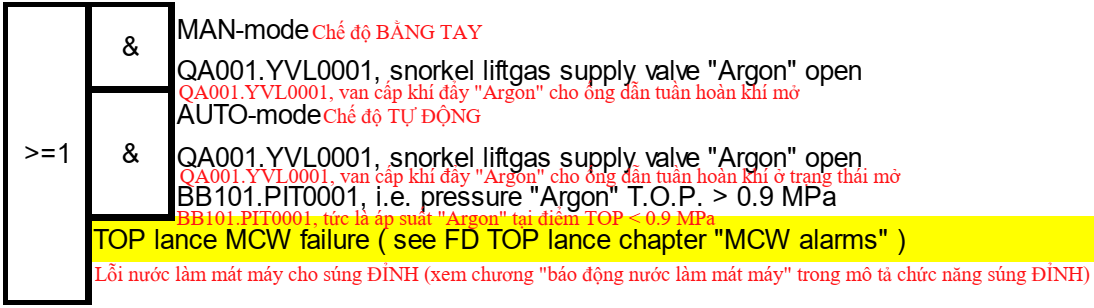 MAN-mode Chế độ BẰNG TAY
&
QA001.YVL0001, snorkel liftgas supply valve "Argon" open
QA001.YVL0001, van cấp khí đẩy "Argon" cho ống dẫn tuần hoàn khí mở
AUTO-mode Chế độ TỰ ĐỘNG
>=1
&
QA001.YVL0001, snorkel liftgas supply valve "Argon" open
QA001.YVL0001, van cấp khí đẩy "Argon" cho ống dẫn tuần hoàn khí ở trạng thái mở
BB101.PIT0001, i.e. pressure "Argon" T.O.P. > 0.9 MPa
BB101.PIT0001, tức là áp suất "Argon" tại điểm TOP < 0.9 MPa
TOP lance MCW failure ( see FD TOP lance chapter "MCW alarms" )
Lỗi nước làm mát máy cho súng ĐỈNH (xem chương "báo động nước làm mát máy" trong mô tả chức năng súng ĐỈNH)